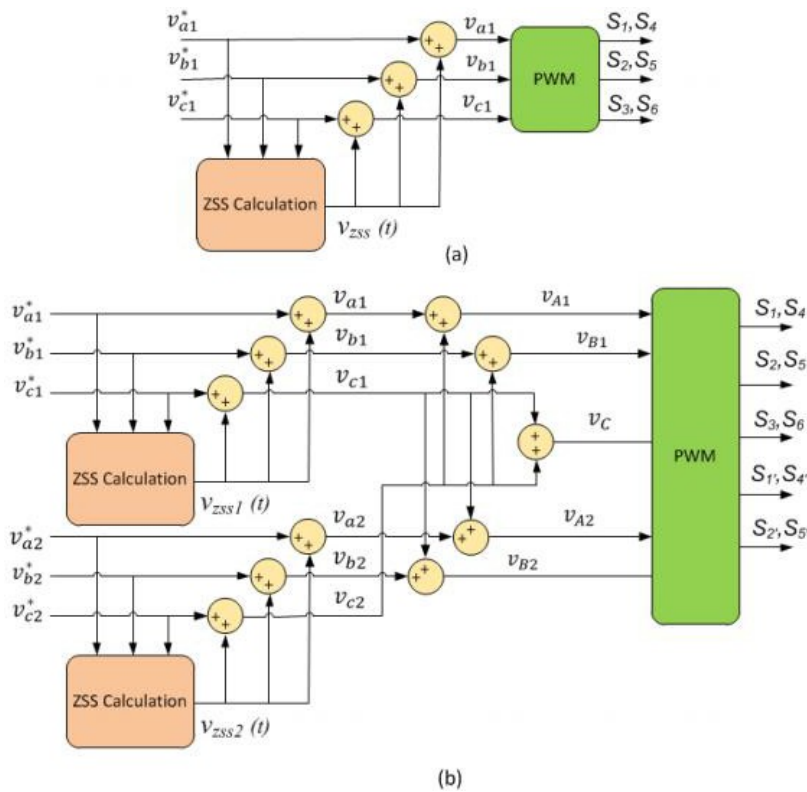 v*a1
v*b1
v*c1
+ +
+ +
+ +
va1
vb1
vc1
PWM
S1,S4
S2,S5
S3,S6
ZSS Calculation
vzss (t)
(a)
v*a1
v*b1
v*c1
+ +
+ +
+ +
va1
vb1
vc1
+ +
+ +
+ +
vA1
vB1
vC
ZSS Calculation
vzss1 (t)
v*a2
v*b2
v*c2
+ +
+ +
+ +
va2
vb2
vc2
+ +
+ +
vA2
vB2
PWM
S1,S4
S2,S5
S3,S6
S1',S4'
S2',S5'
ZSS Calculation
vzss2 (t)
(b)